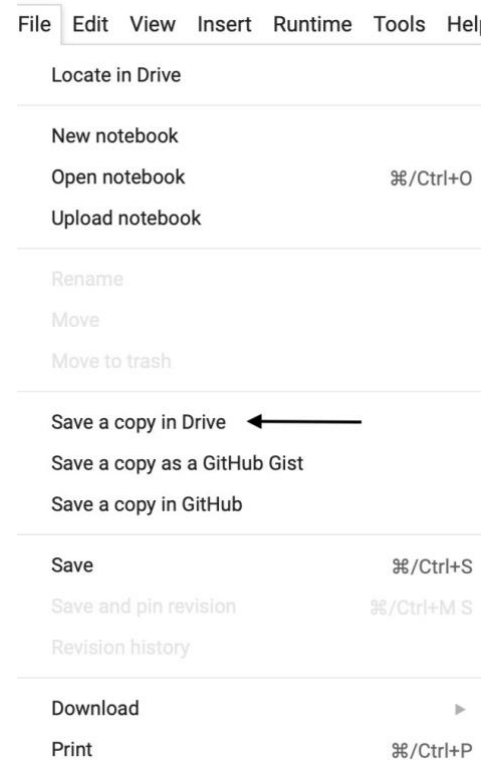 File Edit View Insert Runtime Tools Help
Locate in Drive
New notebook
Open notebook ⌘/Ctrl+O
Upload notebook
Rename
Move
Move to trash
Save a copy in Drive
Save a copy as a GitHub Gist
Save a copy in GitHub
Save ⌘/Ctrl+S
Save and pin revision ⌘/Ctrl+M S
Revision history
Download
Print ⌘/Ctrl+P